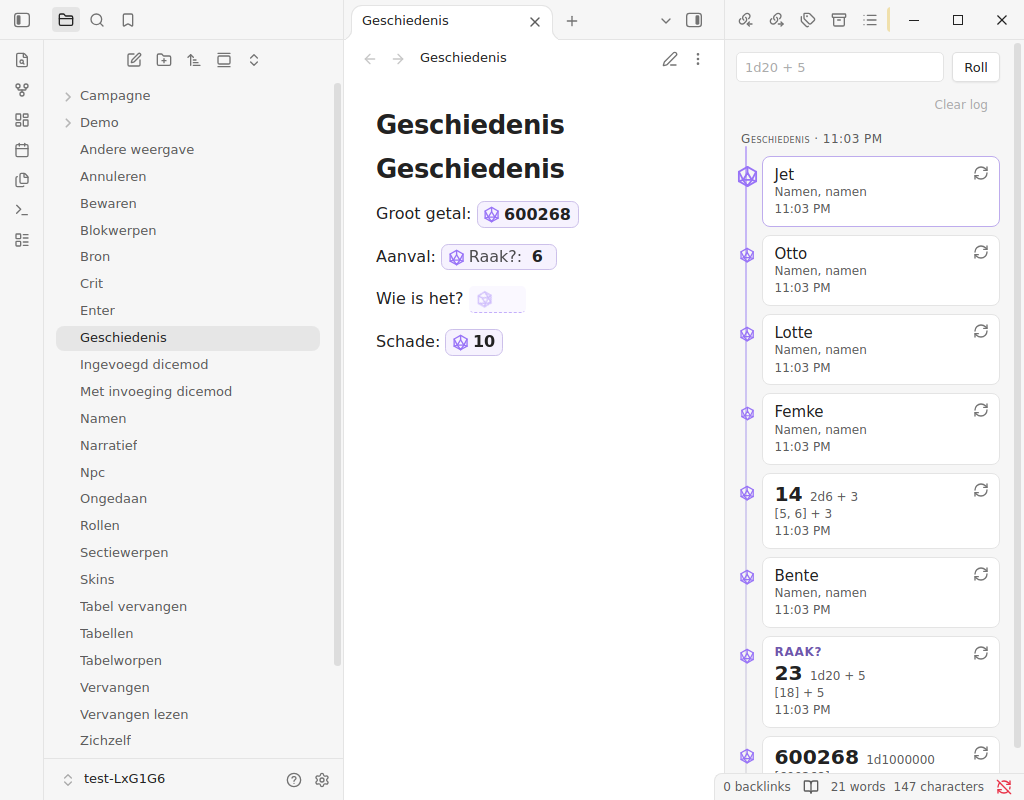 Geschiedenis
Geschiedenis
Campagne
Demo
Andere weergave
Annuleren
Bewaren
Blokwerpen
Bron
Crit
Enter
Geschiedenis
Ingevoegd dicemod
Met invoeging dicemod
Namen
Narratief
Npc
Ongedaan
Rollen
Sectiewerpen
Skins
Tabel vervangen
Tabellen
Tabelworpen
Vervangen
Vervangen lezen
Zichzelf
test-LxG1G6
Geschiedenis
Geschiedenis
Groot getal: 600268
Aanval: Raak?: 6
Wie is het?
Schade: 10
1d20 + 5
Roll
Clear log
Geschiedenis · 11:03 PM
Jet
Namen, namen
11:03 PM
Otto
Namen, namen
11:03 PM
Lotte
Namen, namen
11:03 PM
Femke
Namen, namen
11:03 PM
14 2d6 + 3
[5, 6] + 3
11:03 PM
Bente
Namen, namen
11:03 PM
RAAK?
23 1d20 + 5
[18] + 5
11:03 PM
600268 1d1000000
0 backlinks 21 words 147 characters